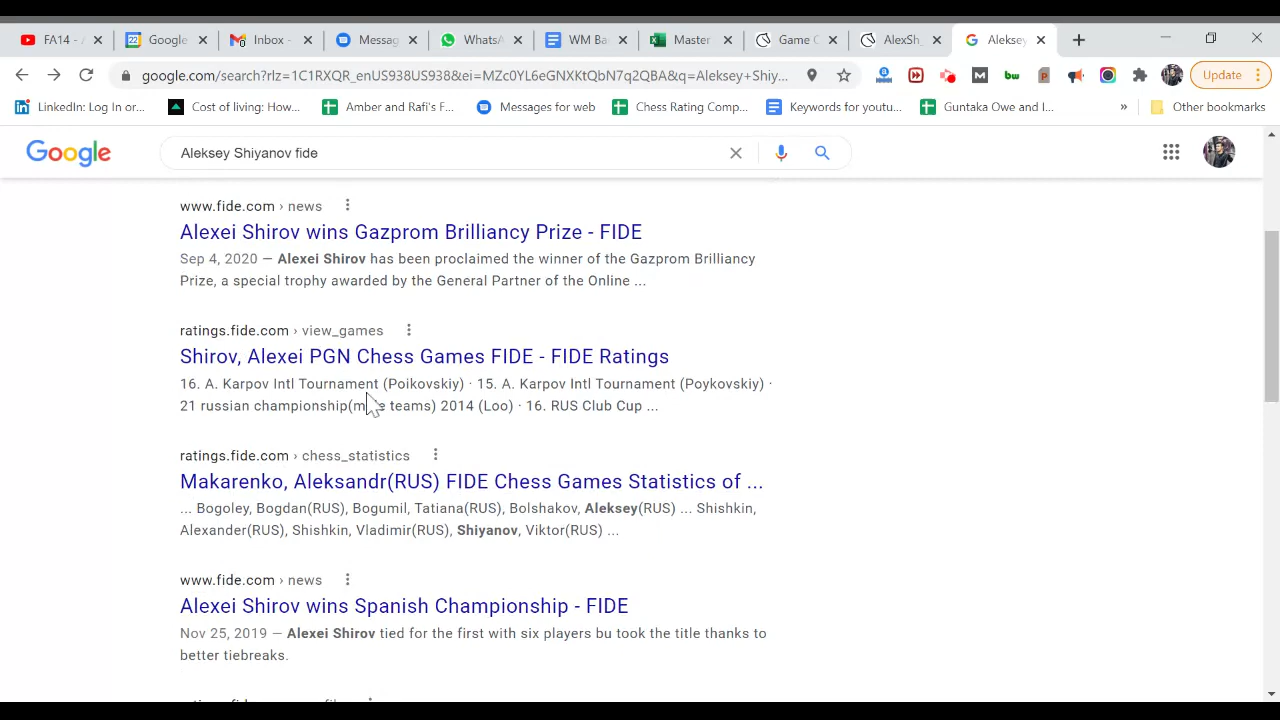 FA14 - A
Google
Inbox -
Messag
WhatsA
WM Ba
Master
Game C
AlexSh_
Aleksey
google.com/search?rlz=1C1RXQR_enUS938US938&ei=MZc0YL6eGNXKtQbN7q2QBA&q=Aleksey+Shiy...
Update
LinkedIn: Log In or...
Cost of living: How...
Amber and Rafi's F...
Messages for web
Chess Rating Comp...
Keywords for youtu...
Guntaka Owe and I...
»
Other bookmarks
Google
Aleksey Shiyanov fide
www.fide.com › news
Alexei Shirov wins Gazprom Brilliancy Prize - FIDE
Sep 4, 2020 — Alexei Shirov has been proclaimed the winner of the Gazprom Brilliancy
Prize, a special trophy awarded by the General Partner of the Online ...
ratings.fide.com › view_games
Shirov, Alexei PGN Chess Games FIDE - FIDE Ratings
16. A. Karpov Intl Tournament (Poikovskiy) · 15. A. Karpov Intl Tournament (Poykovskiy) ·
21 russian championship(mens teams) 2014 (Loo) · 16. RUS Club Cup ...
ratings.fide.com › chess_statistics
Makarenko, Aleksandr(RUS) FIDE Chess Games Statistics of ...
... Bogoley, Bogdan(RUS), Bogumil, Tatiana(RUS), Bolshakov, Aleksey(RUS) ... Shishkin,
Alexander(RUS), Shishkin, Vladimir(RUS), Shiyanov, Viktor(RUS) ...
www.fide.com › news
Alexei Shirov wins Spanish Championship - FIDE
Nov 25, 2019 — Alexei Shirov tied for the first with six players bu took the title thanks to
better tiebreaks.